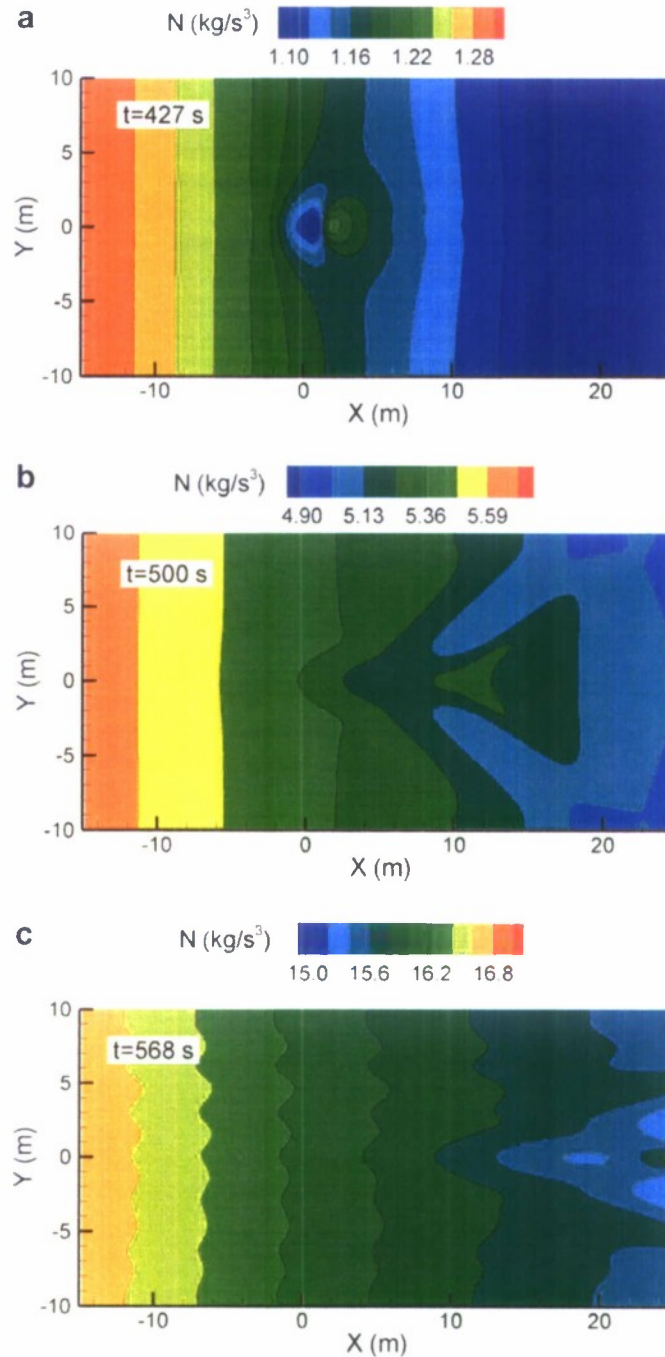 a
N (kg/s³)
1.10 1.16 1.22 1.28
10
5
0
-5
-10
Y (m)
t=427 s
-10 0 10 20
X (m)
b
N (kg/s³)
4.90 5.13 5.36 5.59
10
5
0
-5
-10
Y (m)
t=500 s
-10 0 10 20
X (m)
c
N (kg/s³)
15.0 15.6 16.2 16.8
10
5
0
-5
-10
Y (m)
t=568 s
-10 0 10 20
X (m)